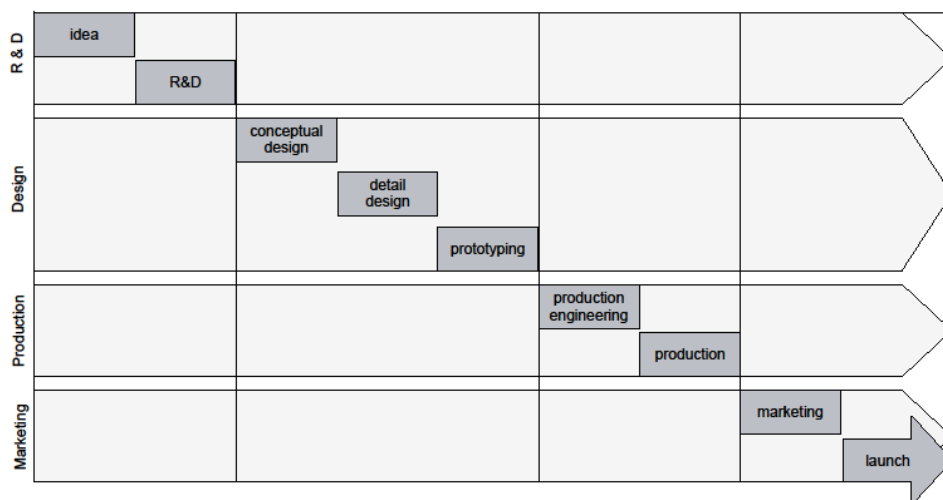 R & D
idea
R&D
Design
conceptual
design
detail
design
prototyping
Production
production
engineering
production
Marketing
marketing
launch